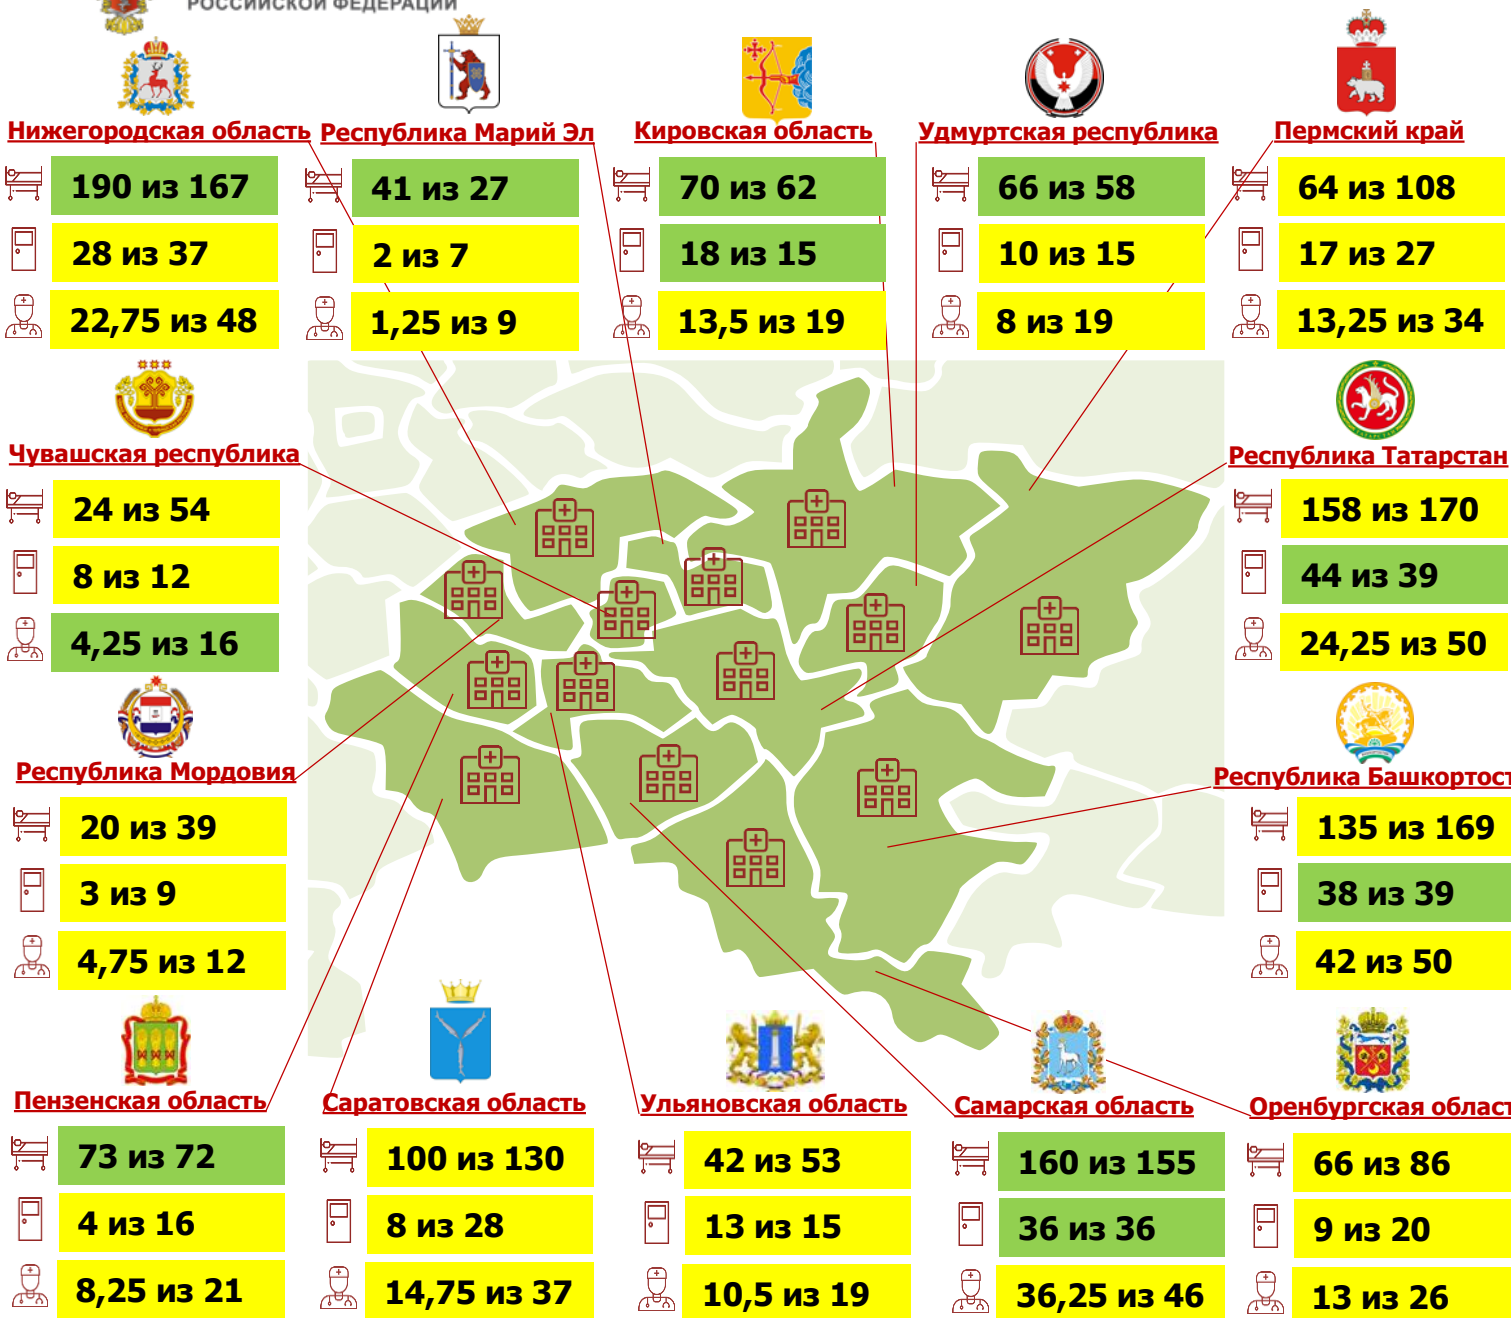 РОССИЙСКОЙ ФЕДЕРАЦИИ
Нижегородская область
190 из 167
28 из 37
22,75 из 48
Республика Марий Эл
41 из 27
2 из 7
1,25 из 9
Кировская область
70 из 62
18 из 15
13,5 из 19
Удмуртская республика
66 из 58
10 из 15
8 из 19
Пермский край
64 из 108
17 из 27
13,25 из 34
Чувашская республика
24 из 54
8 из 12
4,25 из 16
Республика Татарстан
158 из 170
44 из 39
24,25 из 50
Республика Мордовия
20 из 39
3 из 9
4,75 из 12
Республика Башкортост
135 из 169
38 из 39
42 из 50
Пензенская область
73 из 72
4 из 16
8,25 из 21
Саратовская область
100 из 130
8 из 28
14,75 из 37
Ульяновская область
42 из 53
13 из 15
10,5 из 19
Самарская область
160 из 155
36 из 36
36,25 из 46
Оренбургская област
66 из 86
9 из 20
13 из 26